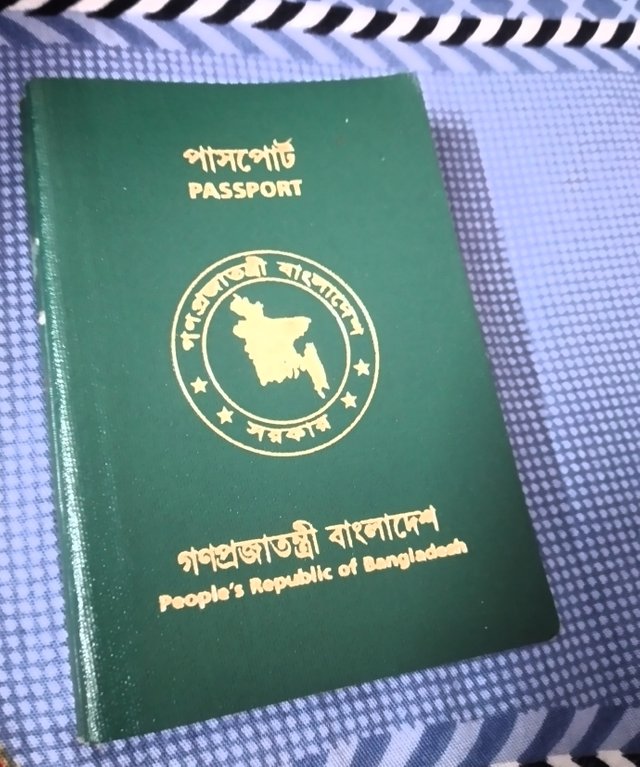 পাসপোর্ট
PASSPORT
গণপ্রজাতন্ত্রী বাংলাদেশ
সরকার
গণপ্রজাতন্ত্রী বাংলাদেশ
People's Republic of Bangladesh